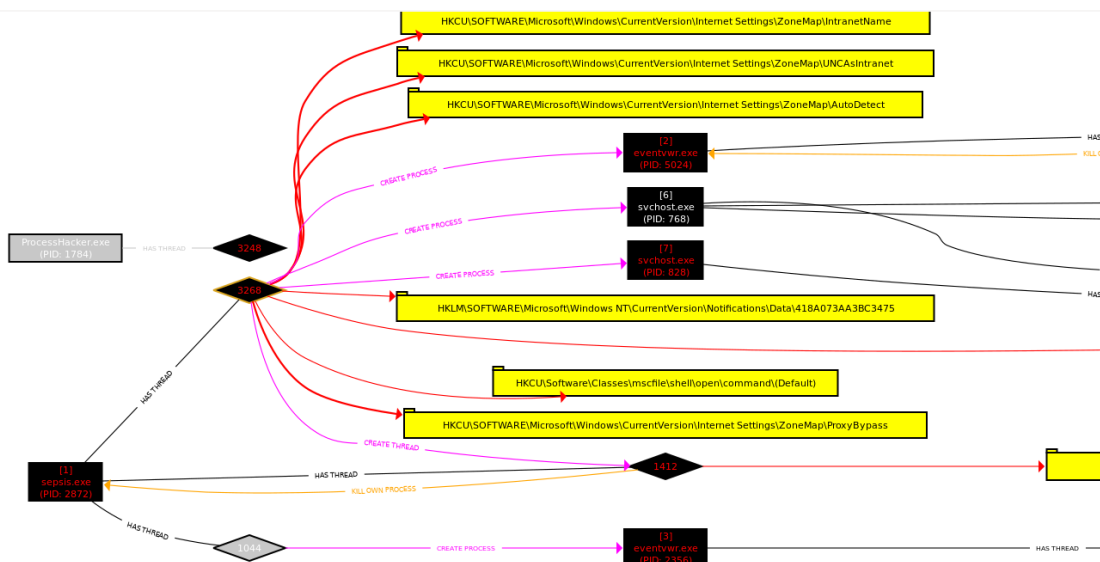 HKCU\SOFTWARE\Microsoft\Windows\CurrentVersion\Internet Settings\ZoneMap\IntranetName
HKCU\SOFTWARE\Microsoft\Windows\CurrentVersion\Internet Settings\ZoneMap\UNCAsIntranet
HKCU\SOFTWARE\Microsoft\Windows\CurrentVersion\Internet Settings\ZoneMap\AutoDetect
[2]
eventvwr.exe
(PID: 5024)
HAS
KILL
CREATE PROCESS
[6]
svchost.exe
(PID: 768)
CREATE PROCESS
ProcessHacker.exe
(PID: 1784)
HAS THREAD
3248
[7]
svchost.exe
(PID: 828)
CREATE PROCESS
HAS
3268
HKLM\SOFTWARE\Microsoft\Windows NT\CurrentVersion\Notifications\Data\418A073AA3BC3475
HAS THREAD
HKCU\Software\Classes\mscfile\shell\open\command\(Default)
HKCU\SOFTWARE\Microsoft\Windows\CurrentVersion\Internet Settings\ZoneMap\ProxyBypass
CREATE THREAD
1412
[1]
sepsis.exe
(PID: 2872)
HAS THREAD
KILL OWN PROCESS
HAS THREAD
1044
CREATE PROCESS
[3]
eventvwr.exe
(PID: 2356)
HAS THREAD